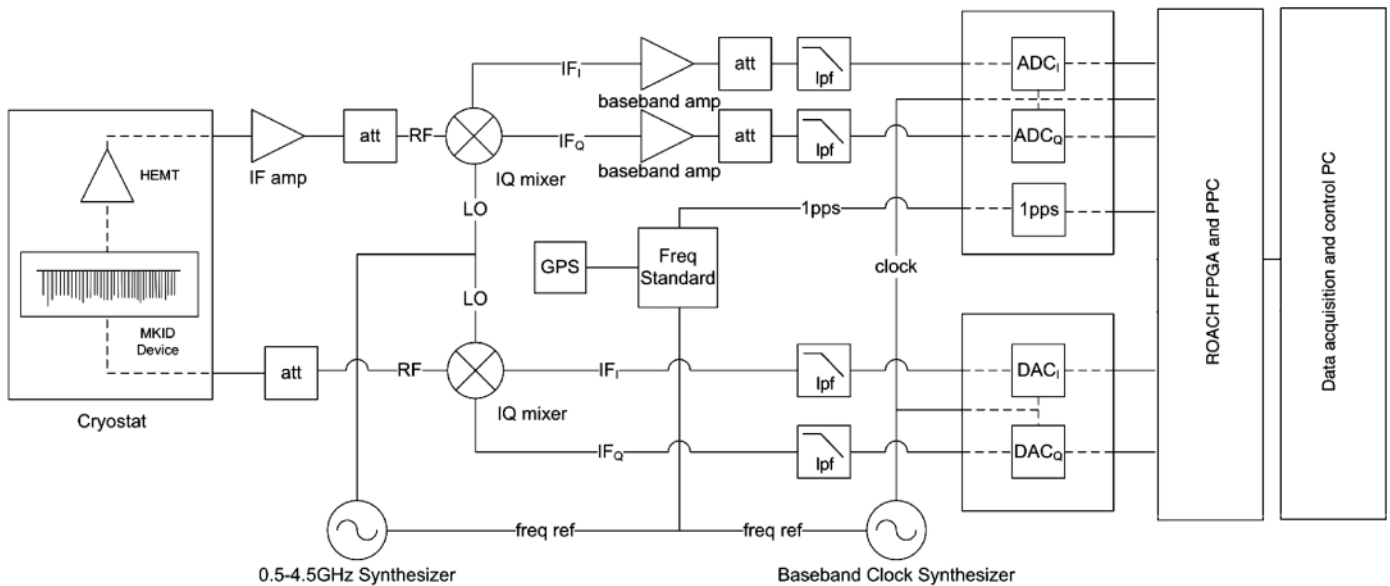 IF_I
baseband amp
att
lpf
ADC_I
IF_Q
baseband amp
att
lpf
ADC_Q
HEMT
IF amp
att
RF
IQ mixer
LO
1pps
1pps
GPS
Freq
Standard
clock
LO
MKID
Device
att
RF
IQ mixer
IF_I
lpf
DAC_I
IF_Q
lpf
DAC_Q
Cryostat
freq ref
freq ref
0.5-4.5GHz Synthesizer
Baseband Clock Synthesizer
ROACH FPGA and PPC
Data acquisition and control PC